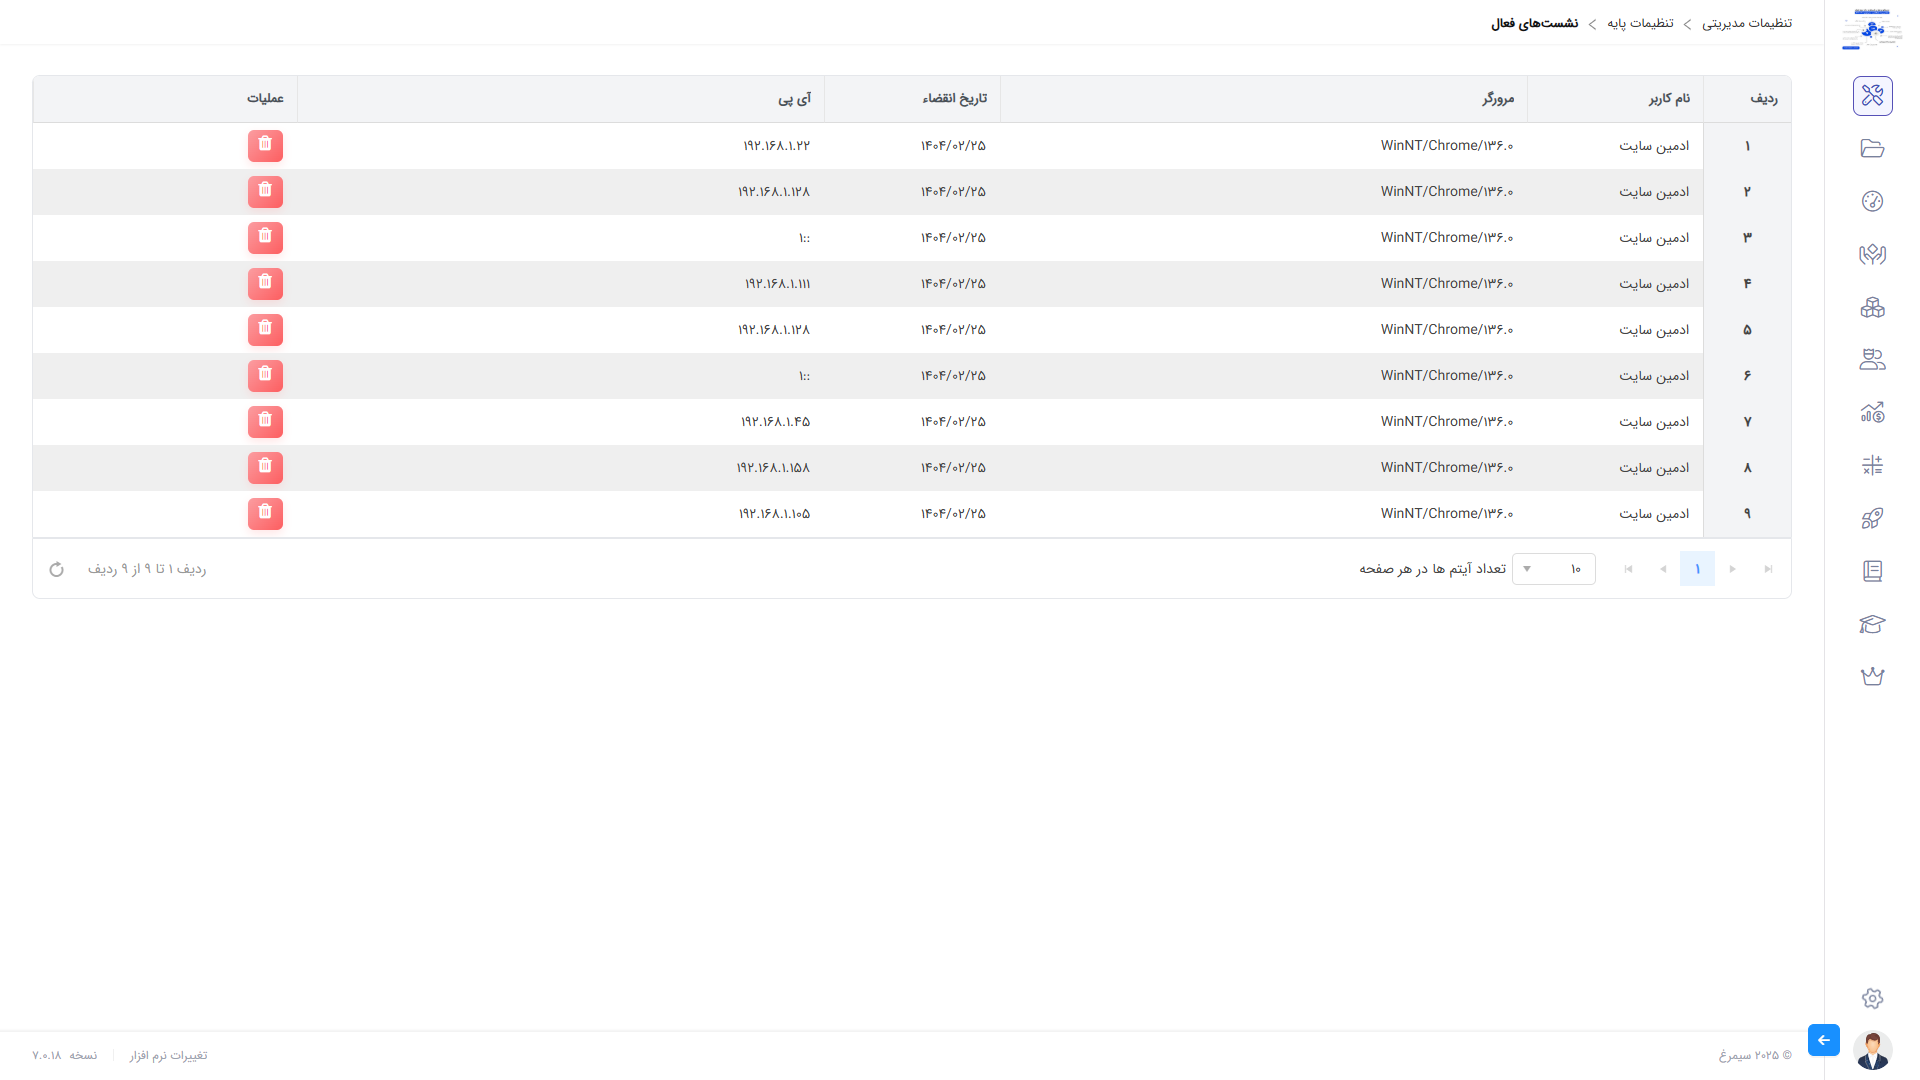 تنظیمات مدیریتی > تنظیمات پایه > نشست‌های فعال
ردیف نام کاربر مرورگر تاریخ انقضاء آی پی عملیات
۱ ادمین سایت WinNT/Chrome/۱۳۶.۰ ۱۴۰۴/۰۲/۲۵ ۱۹۲.۱۶۸.۱.۲۲
۲ ادمین سایت WinNT/Chrome/۱۳۶.۰ ۱۴۰۴/۰۲/۲۵ ۱۹۲.۱۶۸.۱.۱۲۸
۳ ادمین سایت WinNT/Chrome/۱۳۶.۰ ۱۴۰۴/۰۲/۲۵ ::۱
۴ ادمین سایت WinNT/Chrome/۱۳۶.۰ ۱۴۰۴/۰۲/۲۵ ۱۹۲.۱۶۸.۱.۱۱۱
۵ ادمین سایت WinNT/Chrome/۱۳۶.۰ ۱۴۰۴/۰۲/۲۵ ۱۹۲.۱۶۸.۱.۱۲۸
۶ ادمین سایت WinNT/Chrome/۱۳۶.۰ ۱۴۰۴/۰۲/۲۵ ::۱
۷ ادمین سایت WinNT/Chrome/۱۳۶.۰ ۱۴۰۴/۰۲/۲۵ ۱۹۲.۱۶۸.۱.۴۵
۸ ادمین سایت WinNT/Chrome/۱۳۶.۰ ۱۴۰۴/۰۲/۲۵ ۱۹۲.۱۶۸.۱.۱۵۸
۹ ادمین سایت WinNT/Chrome/۱۳۶.۰ ۱۴۰۴/۰۲/۲۵ ۱۹۲.۱۶۸.۱.۱۰۵
۱ ۱۰ تعداد آیتم ها در هر صفحه ردیف ۱ تا ۹ از ۹ ردیف
© ۲۰۲۵ سیمرغ تغییرات نرم افزار نسخه ۷.۰.۱۸